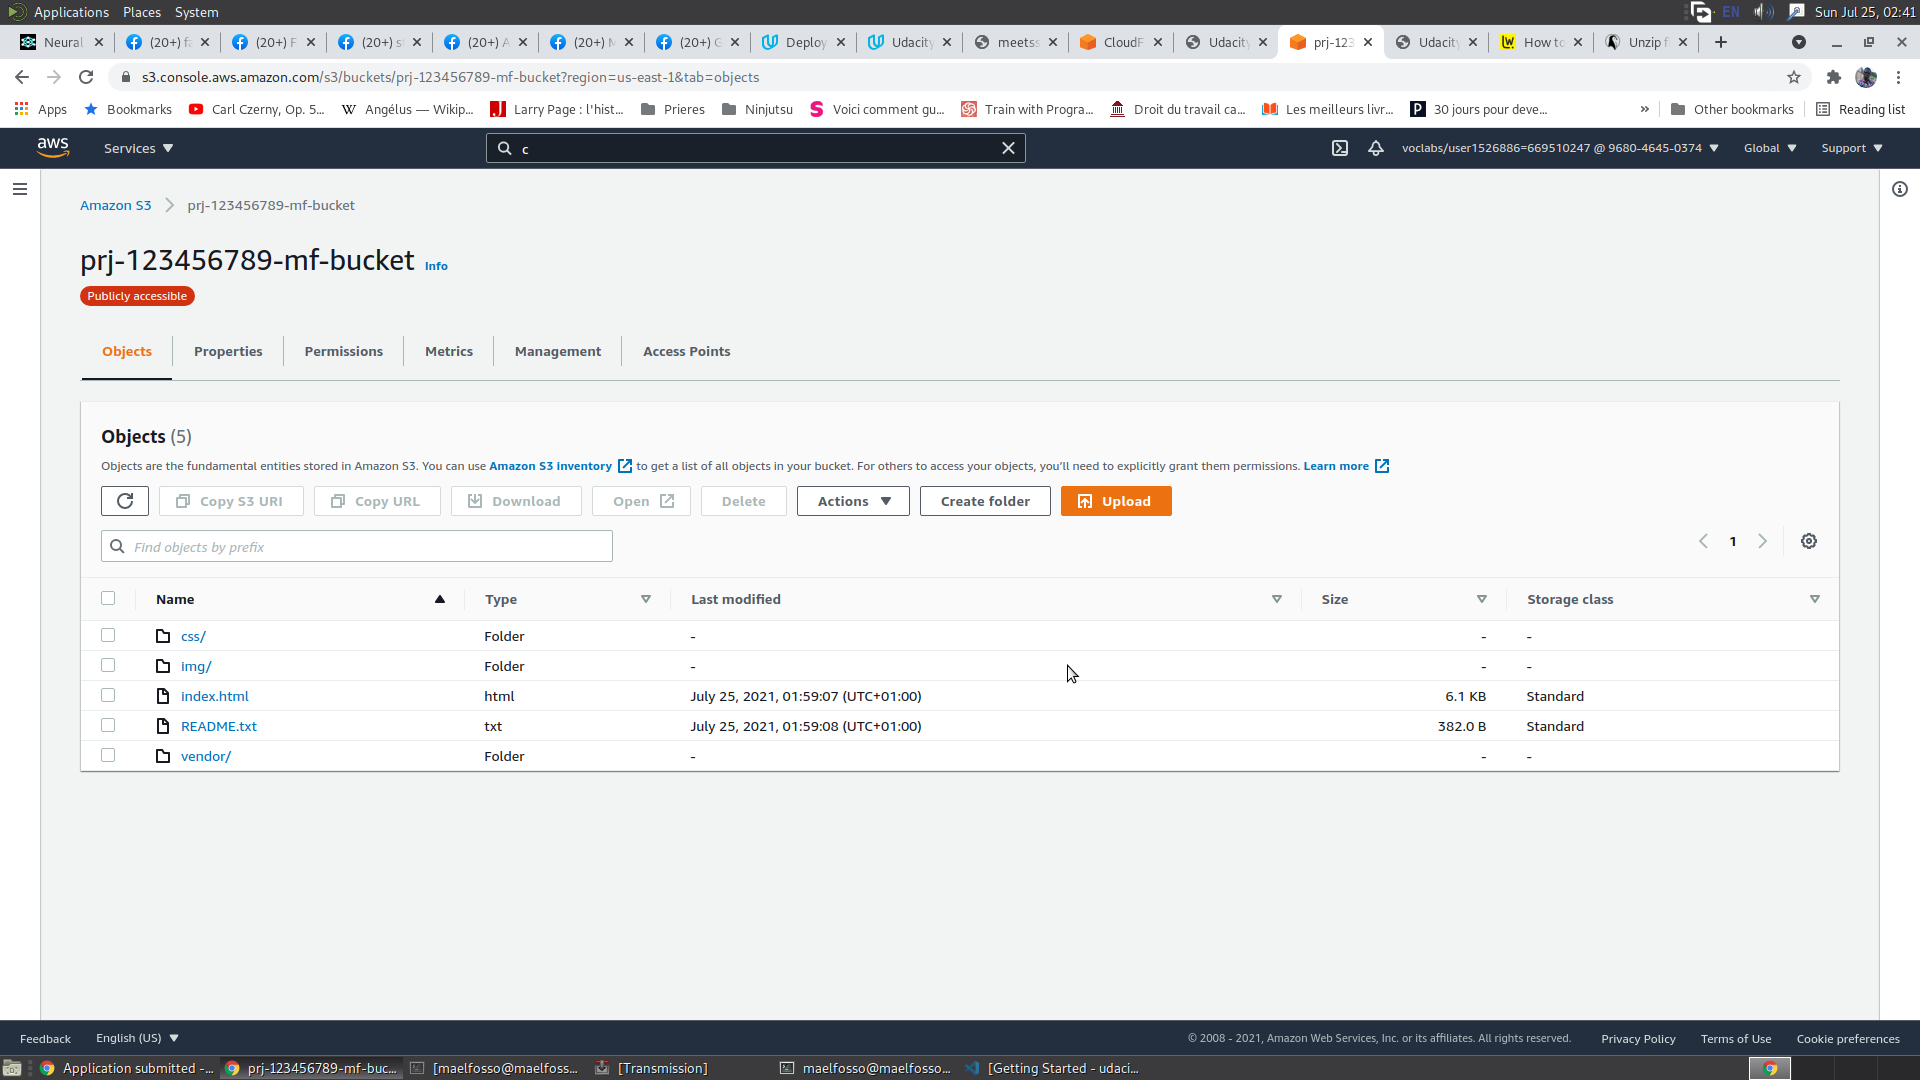 Applications Places System EN Sun Jul 25, 02:41
Neural (20+) (20+) F (20+) s (20+) A (20+) (20+) G Deploy Udacity meetss CloudF Udacity prj-123 Udacity How to Unzip f
s3.console.aws.amazon.com/s3/buckets/prj-123456789-mf-bucket?region=us-east-1&tab=objects
Apps Bookmarks Carl Czerny, Op. 5... Angélus — Wikip... Larry Page : l'hist... Prieres Ninjutsu Voici comment qu... Train with Progra... Droit du travail ca... Les meilleurs livr... 30 jours pour deve... » Other bookmarks Reading list
aws Services c voclabs/user1526886=669510247 @ 9680-4645-0374 Global Support
Amazon S3 prj-123456789-mf-bucket
prj-123456789-mf-bucket Info
Publicly accessible
Objects Properties Permissions Metrics Management Access Points
Objects (5)
Objects are the fundamental entities stored in Amazon S3. You can use Amazon S3 inventory to get a list of all objects in your bucket. For others to access your objects, you'll need to explicitly grant them permissions. Learn more
Copy S3 URI Copy URL Download Open Delete Actions Create folder Upload
Find objects by prefix 1
Name Type Last modified Size Storage class
css/ Folder - - -
img/ Folder - - -
index.html html July 25, 2021, 01:59:07 (UTC+01:00) 6.1 KB Standard
README.txt txt July 25, 2021, 01:59:08 (UTC+01:00) 382.0 B Standard
vendor/ Folder - - -
Feedback English (US) © 2008 - 2021, Amazon Web Services, Inc. or its affiliates. All rights reserved. Privacy Policy Terms of Use Cookie preferences
Application submitted -... prj-123456789-mf-buc... [maelfosso@maelfoss... [Transmission] maelfosso@maelfosso... [Getting Started - udaci...